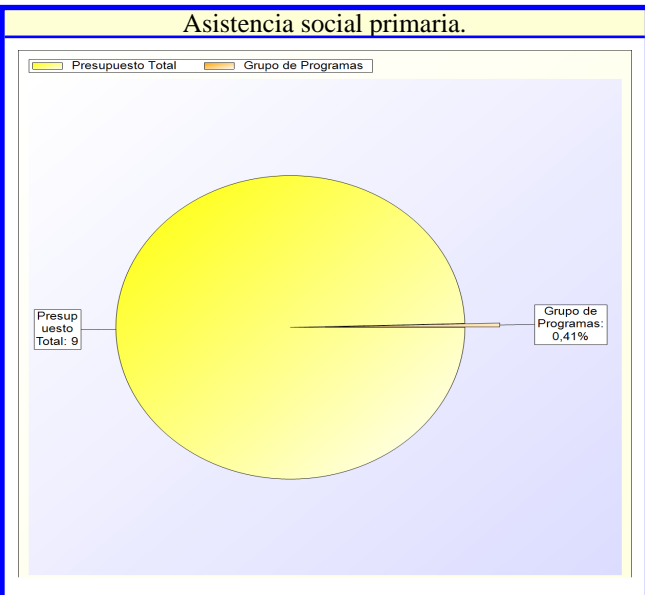 Asistencia social primaria.
Presupuesto Total Grupo de Programas
Presup
uesto
Total: 9
Grupo de
Programas:
0,41%